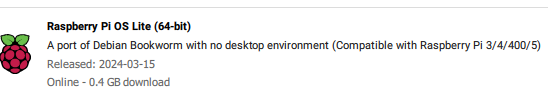 Raspberry Pi OS Lite (64-bit)
A port of Debian Bookworm with no desktop environment (Compatible with Raspberry Pi 3/4/400/5)
Released: 2024-03-15
Online - 0.4 GB download